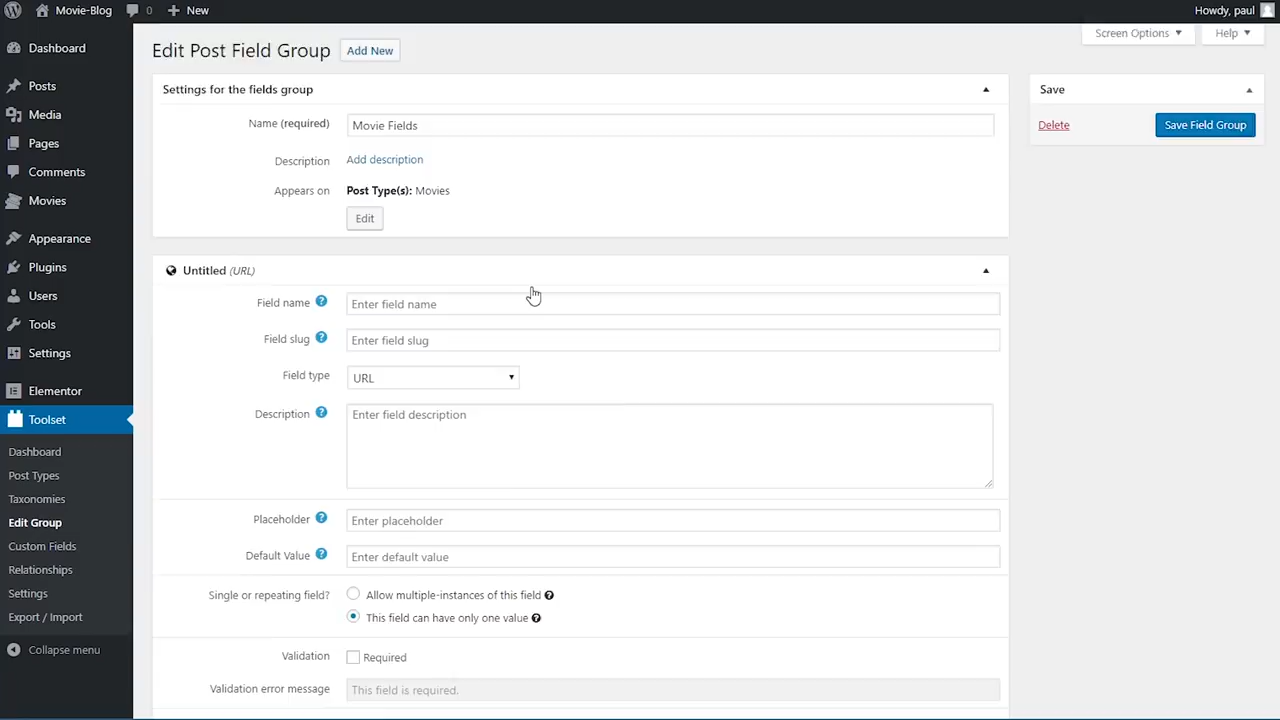 Movie-Blog 0 New Howdy, paul
Screen Options Help
Dashboard
Posts
Media
Pages
Comments
Movies
Appearance
Plugins
Users
Tools
Settings
Elementor
Toolset
Dashboard
Post Types
Taxonomies
Edit Group
Custom Fields
Relationships
Settings
Export / Import
Collapse menu
Edit Post Field Group Add New
Settings for the fields group
Name (required) Movie Fields
Description Add description
Appears on Post Type(s): Movies
Edit
Untitled (URL)
Field name ? Enter field name
Field slug ? Enter field slug
Field type URL
Description ? Enter field description
Placeholder ? Enter placeholder
Default Value ? Enter default value
Single or repeating field? Allow multiple-instances of this field ?
This field can have only one value ?
Validation Required
Validation error message This field is required.
Save
Delete Save Field Group